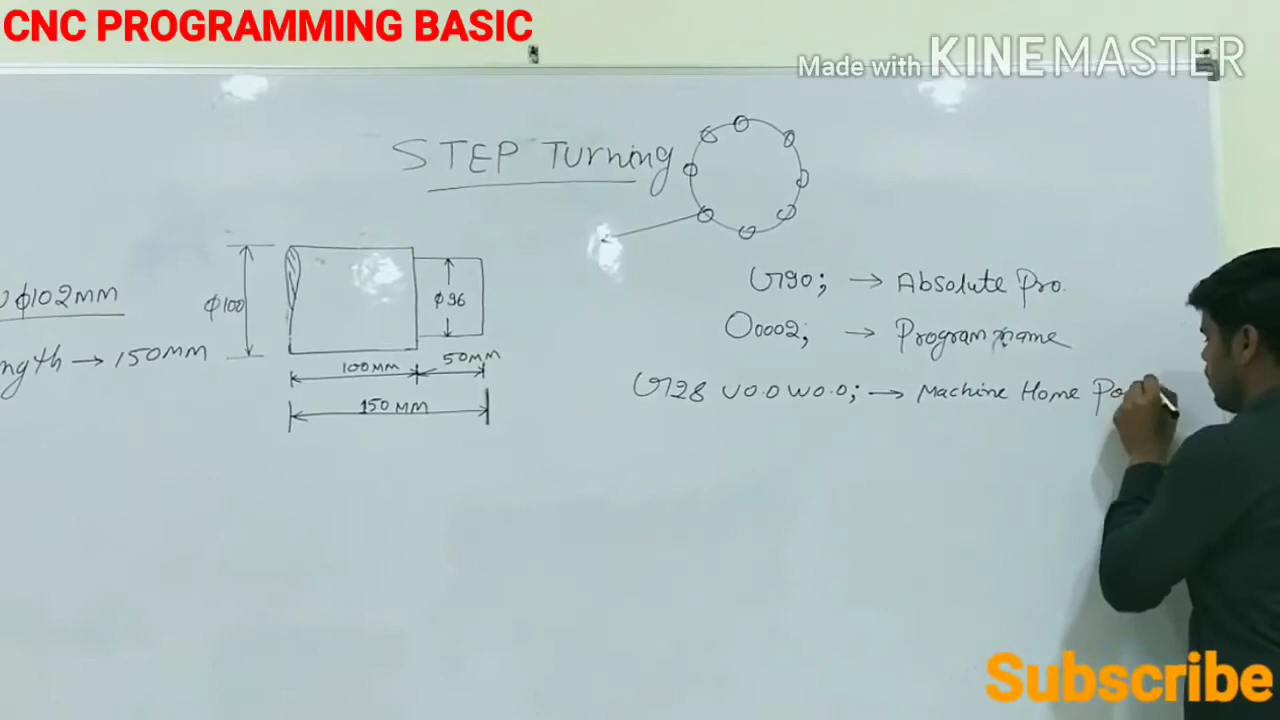 CNC PROGRAMMING BASIC
Made with KINEMASTER
STEP Turning
G90; → Absolute Pro.
ϕ102MM
ϕ100
ϕ96
O0002; → Program name
ngth → 150MM
100MM
50MM
G28 U0.0 W0.0; → Machine Home Po
150 MM
Subscribe